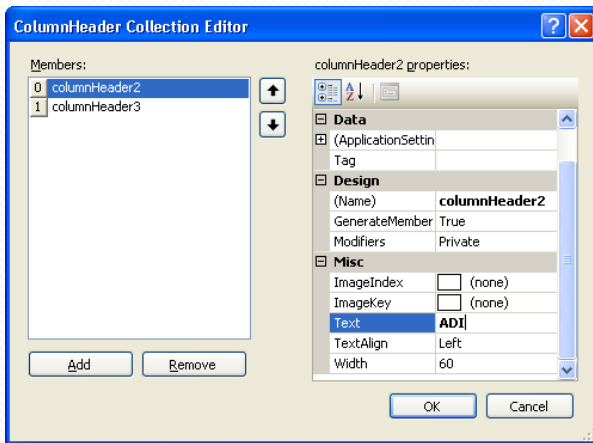 ColumnHeader Collection Editor
Members:
0 columnHeader2
1 columnHeader3
Add
Remove
columnHeader2 properties:
Data
(ApplicationSettin
Tag
Design
(Name) columnHeader2
GenerateMember True
Modifiers Private
Misc
ImageIndex (none)
ImageKey (none)
Text ADI
TextAlign Left
Width 60
OK
Cancel